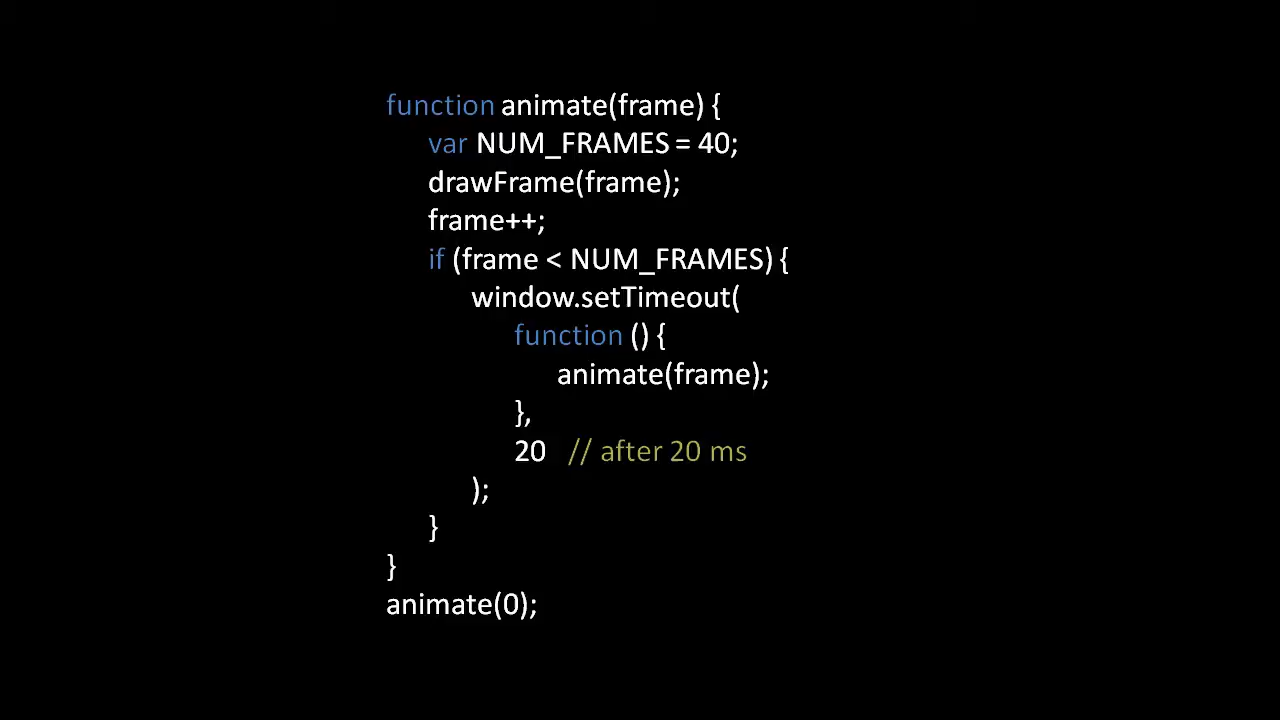 function animate(frame) {
var NUM_FRAMES = 40;
drawFrame(frame);
frame++;
if (frame < NUM_FRAMES) {
window.setTimeout(
function () {
animate(frame);
},
20 // after 20 ms
);
}
}
animate(0);